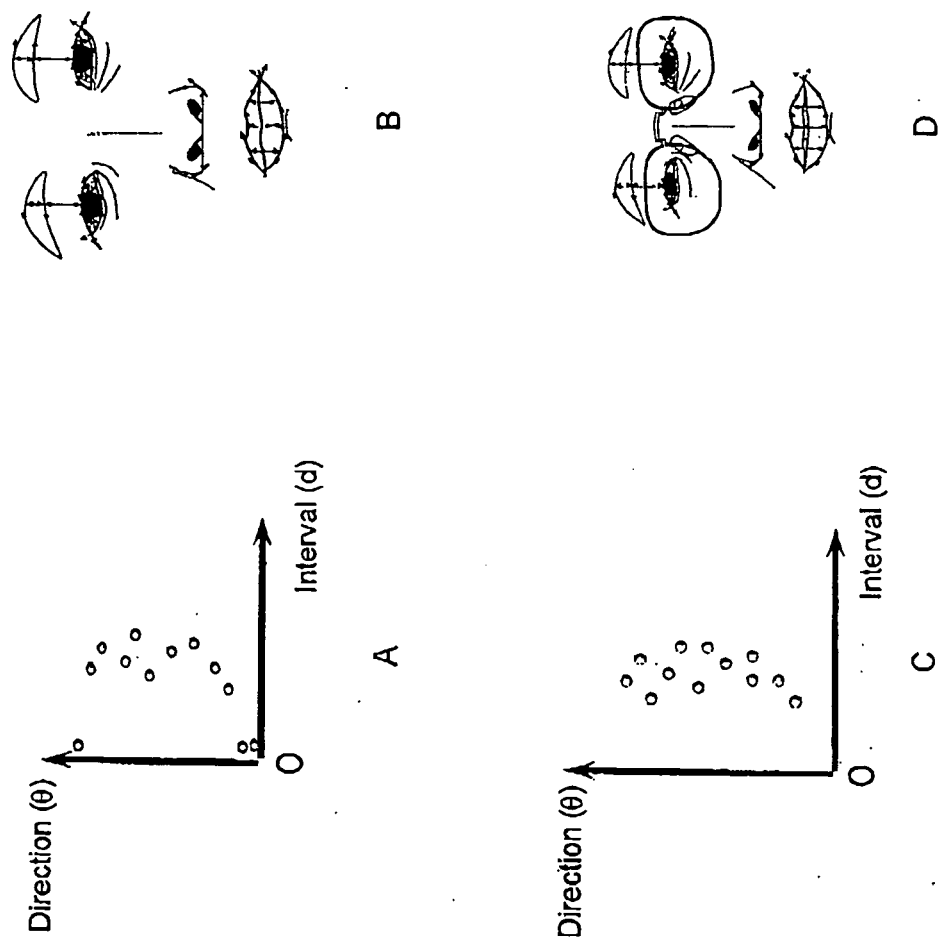 Direction (θ)
O
Interval (d)
A
B
Direction (θ)
O
Interval (d)
C
D